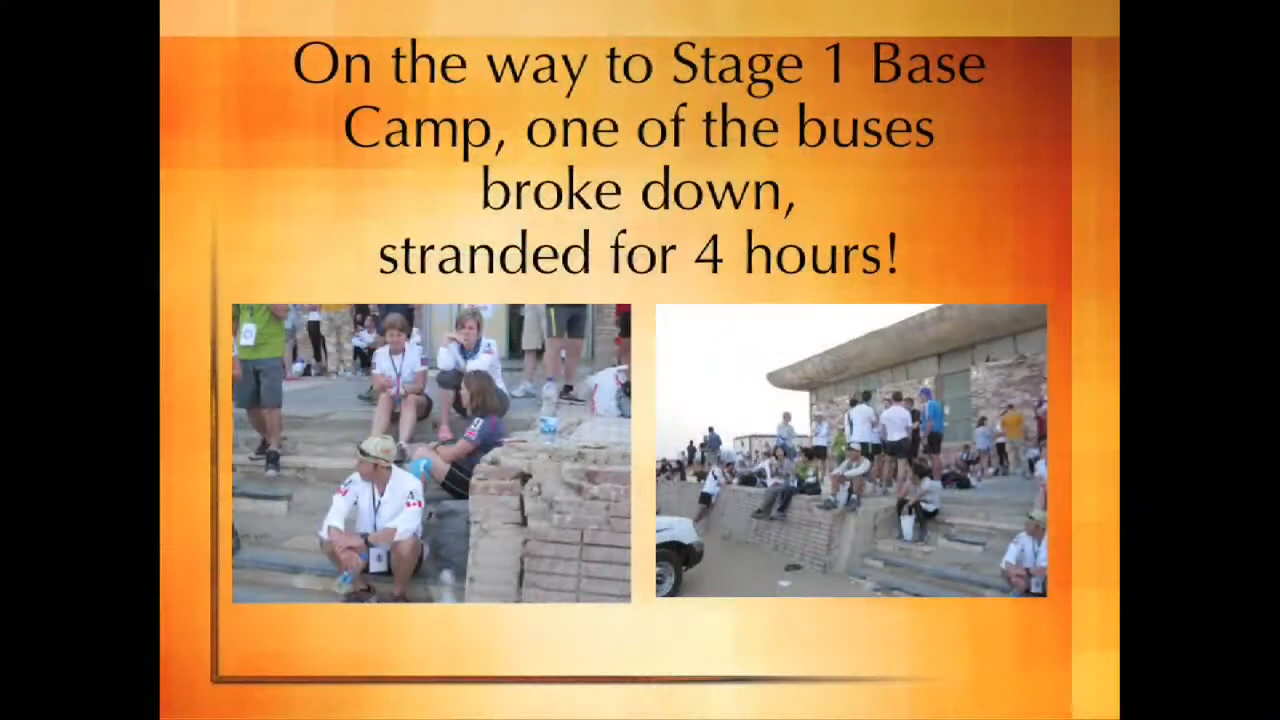 On the way to Stage 1 Base
Camp, one of the buses
broke down,
stranded for 4 hours!